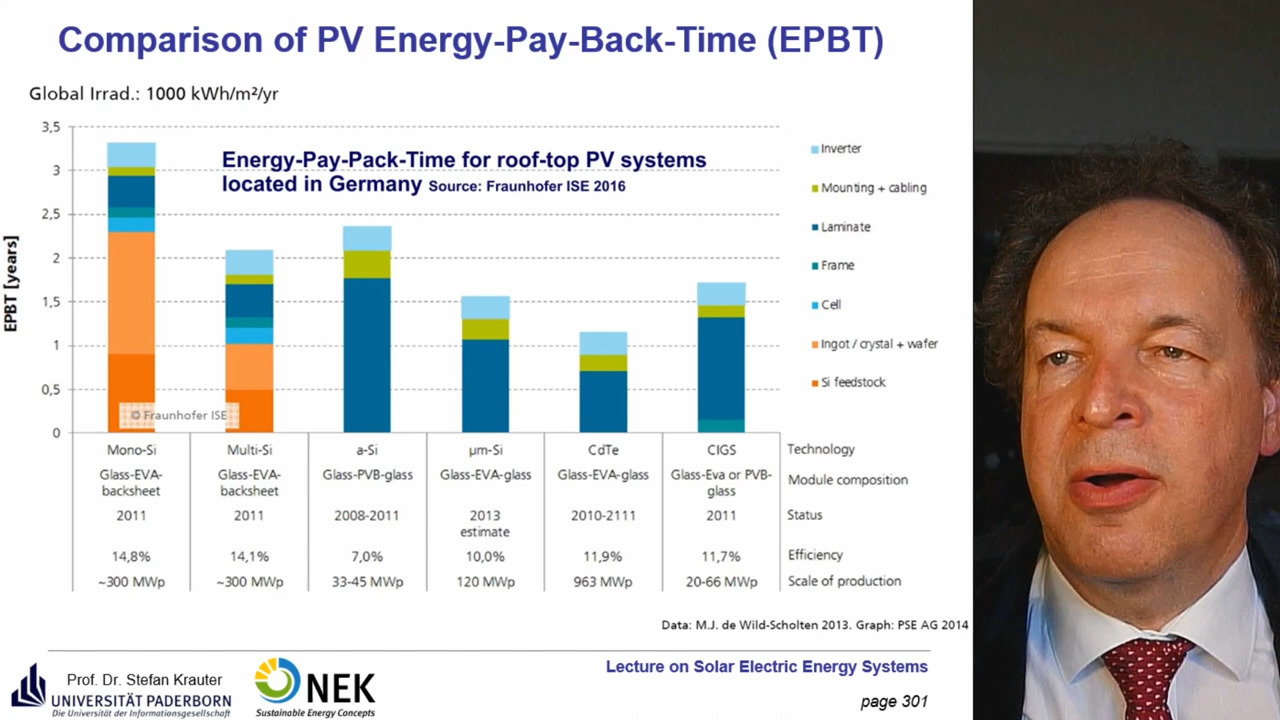 Comparison of PV Energy-Pay-Back-Time (EPBT)
Global Irrad.: 1000 kWh/m²/yr
Energy-Pay-Pack-Time for roof-top PV systems
located in Germany Source: Fraunhofer ISE 2016
EPBT [years]
3,5
3
2,5
2
1,5
1
0,5
0
Inverter
Mounting + cabling
Laminate
Frame
Cell
Ingot / crystal + wafer
Si feedstock
© Fraunhofer ISE
Mono-Si Multi-Si a-Si µm-Si CdTe CIGS Technology
Glass-EVA- Glass-EVA- Glass-PVB-glass Glass-EVA-glass Glass-EVA-glass Glass-Eva or PVB- Module composition
backsheet backsheet glass
2011 2011 2008-2011 2013 2010-2111 2011 Status
estimate
14,8% 14,1% 7,0% 10,0% 11,9% 11,7% Efficiency
~300 MWp ~300 MWp 33-45 MWp 120 MWp 963 MWp 20-66 MWp Scale of production
Data: M.J. de Wild-Scholten 2013. Graph: PSE AG 2014
Prof. Dr. Stefan Krauter
UNIVERSITÄT PADERBORN
Die Universität der Informationsgesellschaft
NEK
Sustainable Energy Concepts
Lecture on Solar Electric Energy Systems
page 301